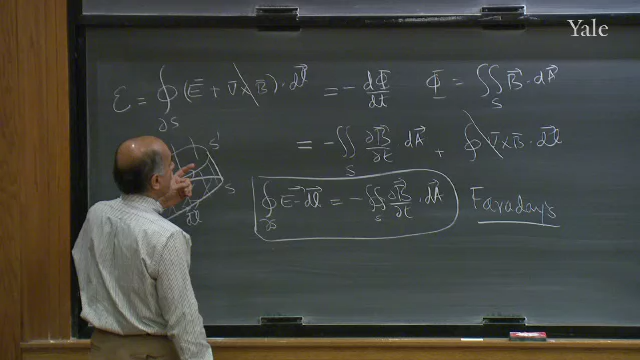 Yale
ℰ = ∮∂S (E⃗ + v⃗ × B⃗) · dl⃗ = − dΦ/dt    Φ = ∬S B⃗ · dA⃗
= − ∬S ∂B⃗/∂t dA⃗ + ∮ v⃗ × B⃗ · dl⃗
S' S
dl⃗
∮∂S E⃗ · dl⃗ = − ∬S ∂B⃗/∂t · dA⃗    Faraday's